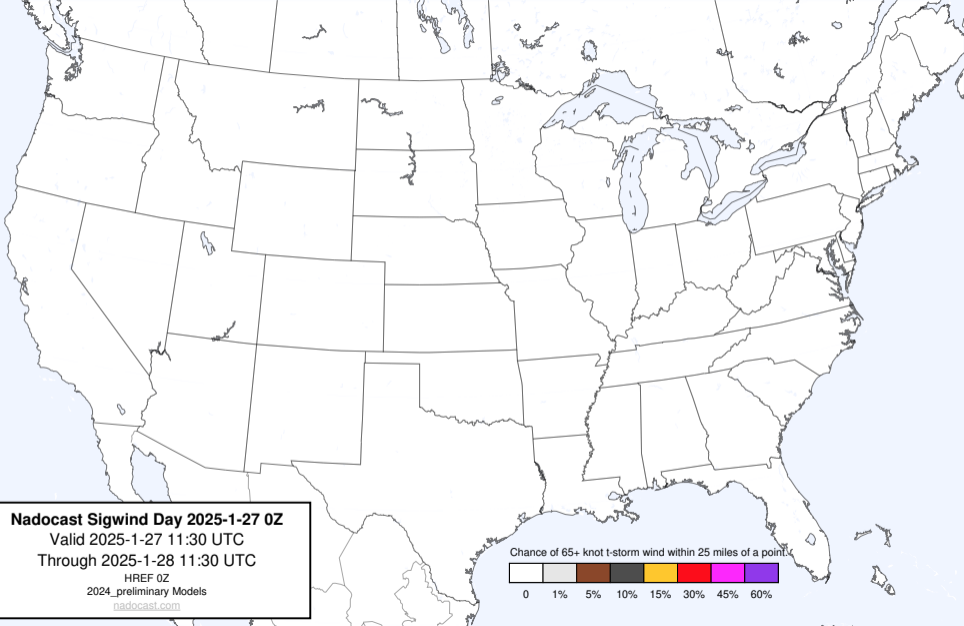 Nadocast Sigwind Day 2025-1-27 0Z
Valid 2025-1-27 11:30 UTC
Through 2025-1-28 11:30 UTC
HREF 0Z
2024_preliminary Models
nadocast.com
Chance of 65+ knot t-storm wind within 25 miles of a point.
0 1% 5% 10% 15% 30% 45% 60%